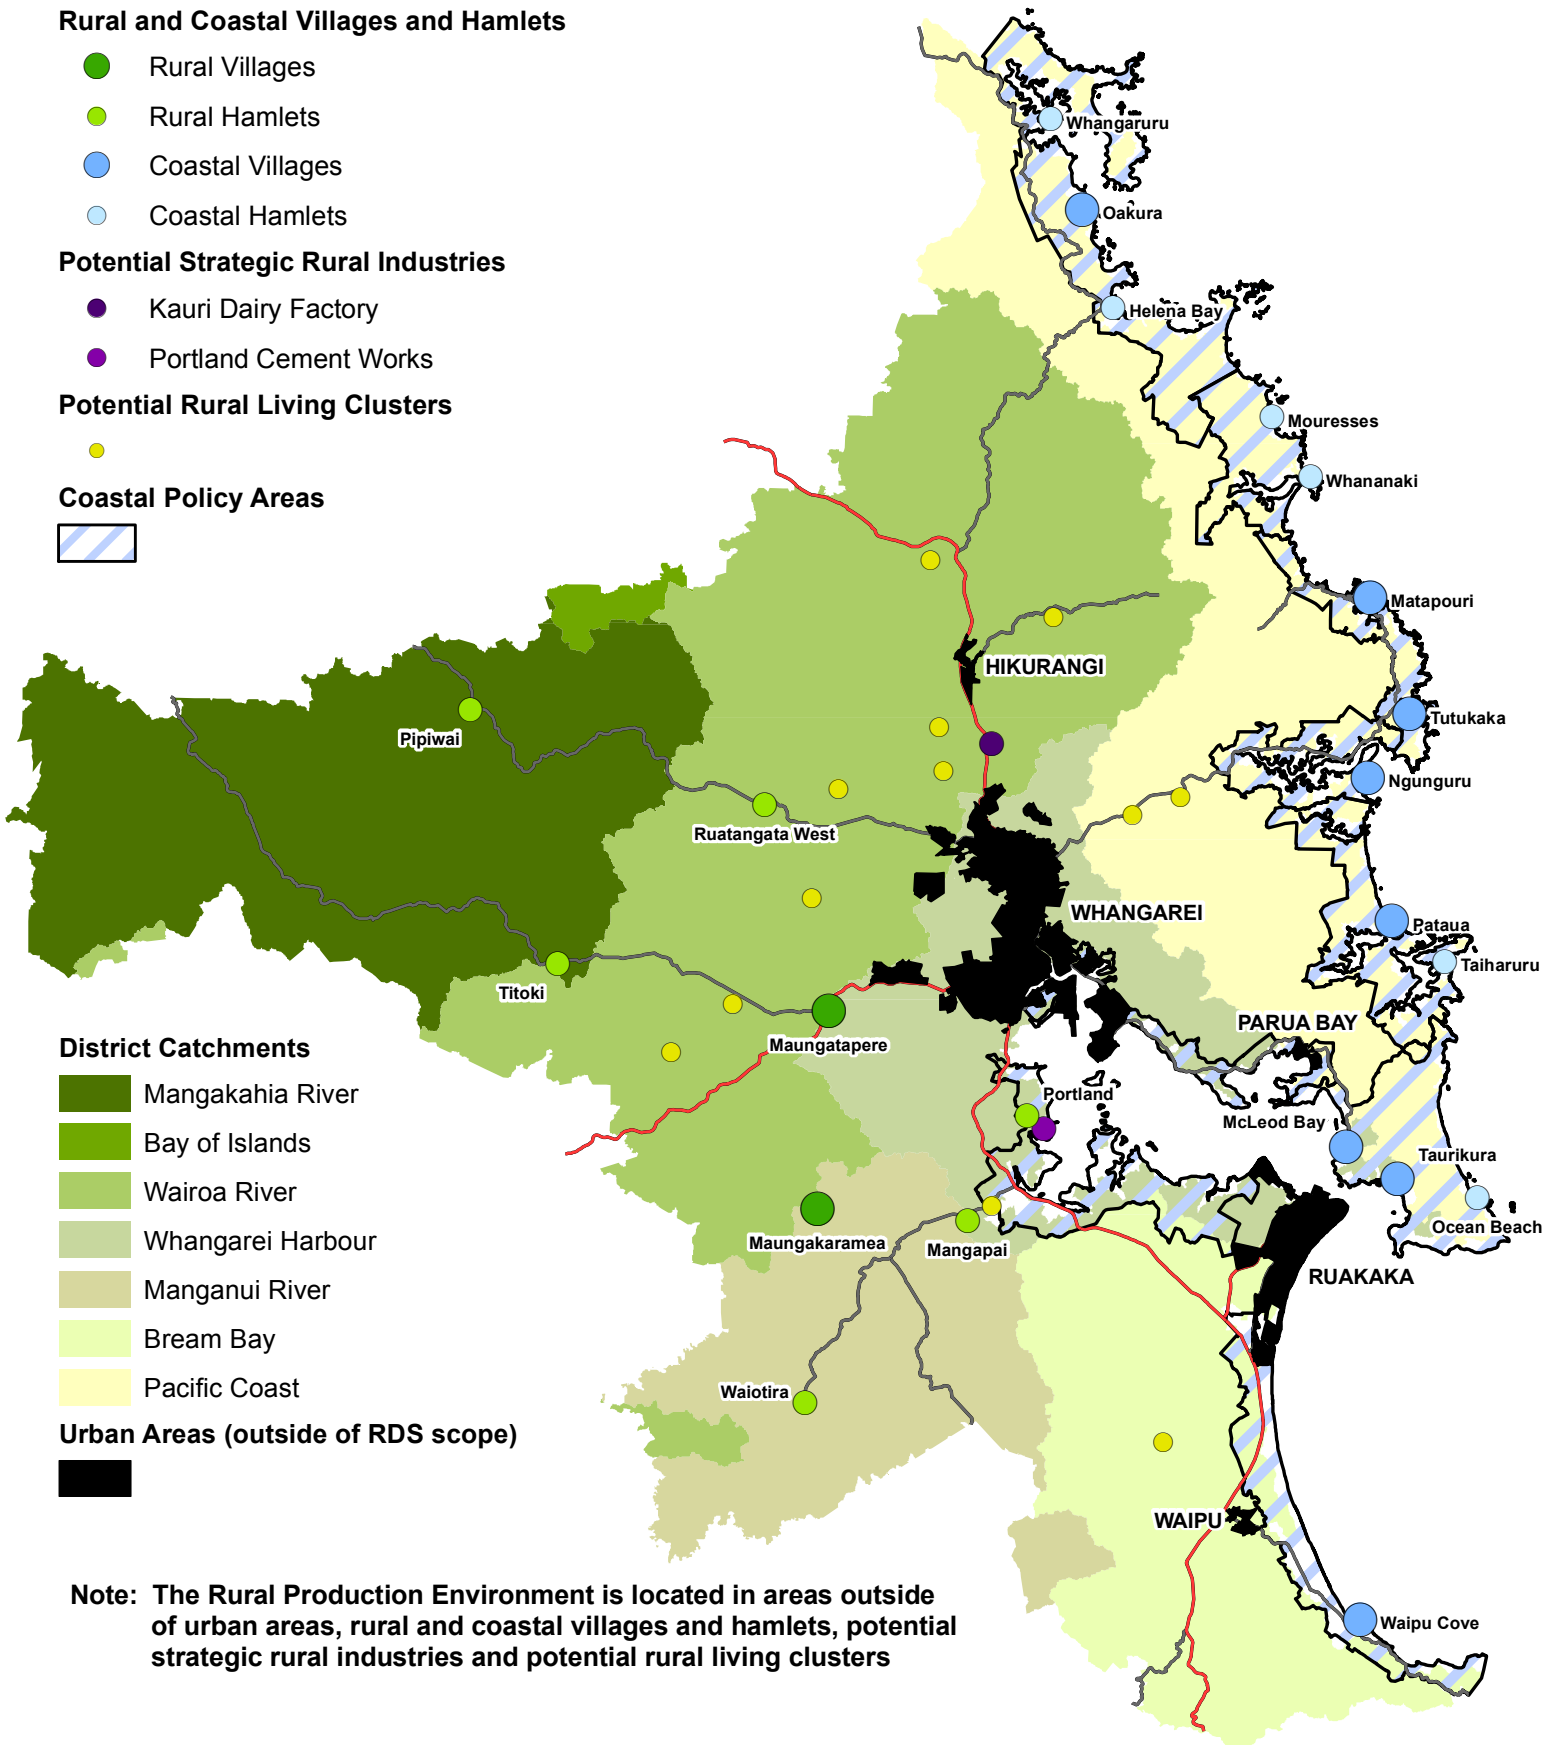 Rural and Coastal Villages and Hamlets
Rural Villages
Rural Hamlets
Coastal Villages
Coastal Hamlets
Potential Strategic Rural Industries
Kauri Dairy Factory
Portland Cement Works
Potential Rural Living Clusters
Coastal Policy Areas
Whangaruru
Oakura
Helena Bay
Mouresses
Whananaki
Matapouri
HIKURANGI
Tutukaka
Pipiwai
Ngunguru
Ruatangata West
WHANGAREI
Pataua
Taiharuru
Titoki
PARUA BAY
Maungatapere
Portland
McLeod Bay
Taurikura
Ocean Beach
Maungakaramea
Mangapai
RUAKAKA
Waiotira
WAIPU
Waipu Cove
District Catchments
Mangakahia River
Bay of Islands
Wairoa River
Whangarei Harbour
Manganui River
Bream Bay
Pacific Coast
Urban Areas (outside of RDS scope)
Note: The Rural Production Environment is located in areas outside
of urban areas, rural and coastal villages and hamlets, potential
strategic rural industries and potential rural living clusters